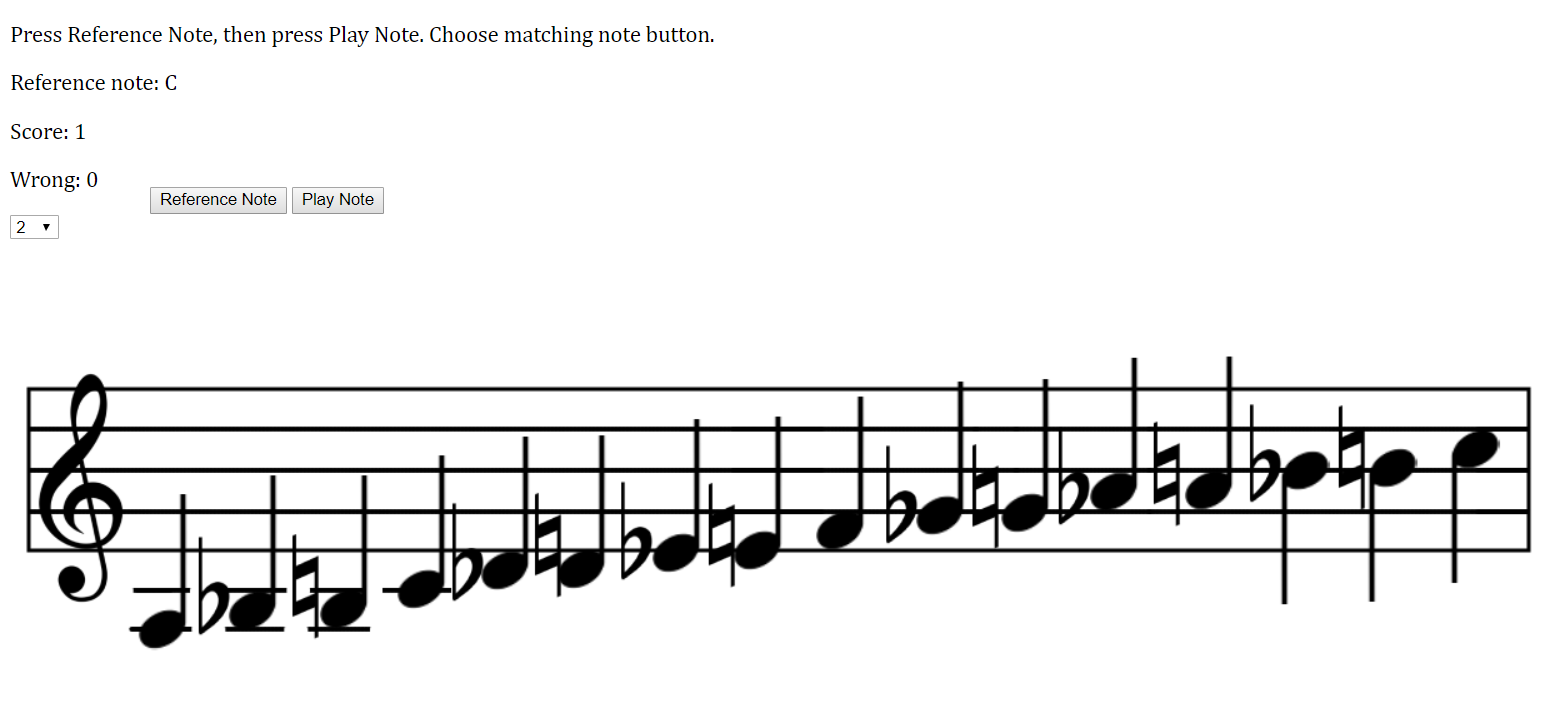 Press Reference Note, then press Play Note. Choose matching note button.
Reference note: C
Score: 1
Wrong: 0
Reference Note Play Note
2